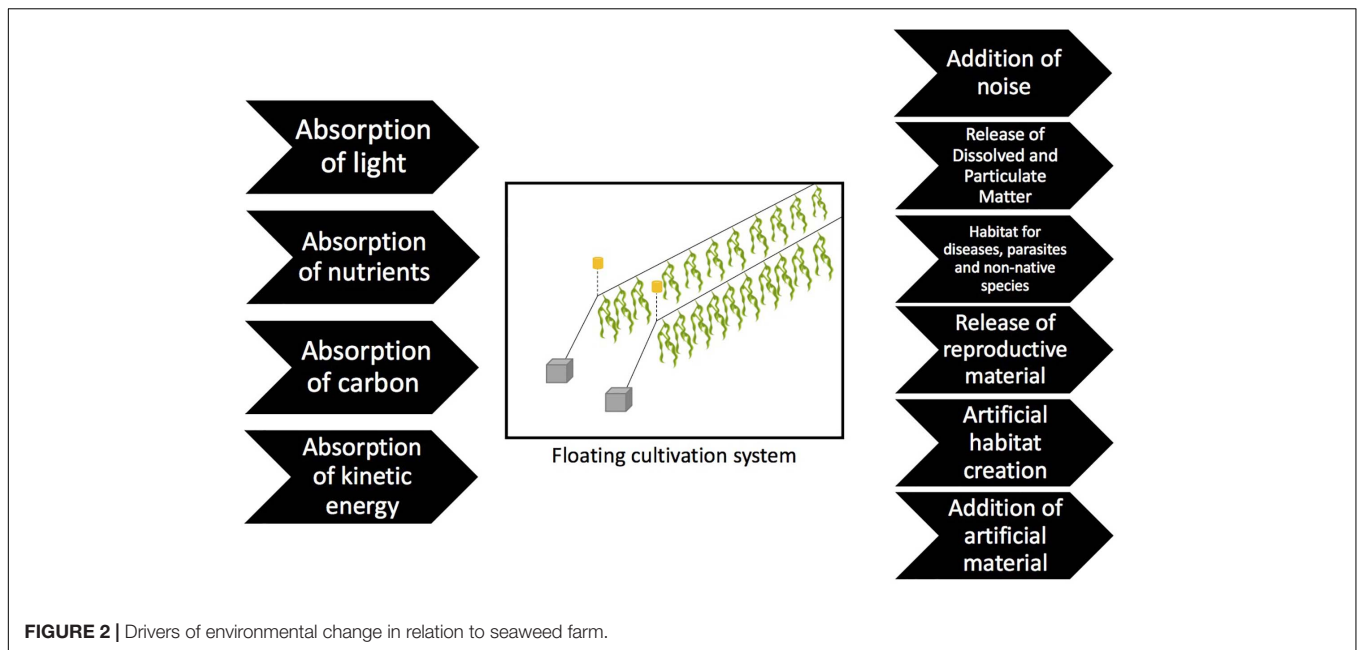 Absorption
of light
Absorption
of nutrients
Absorption
of carbon
Absorption
of kinetic
energy
Floating cultivation system
Addition of
noise
Release of
Dissolved and
Particulate
Matter
Habitat for
diseases, parasites
and non-native
species
Release of
reproductive
material
Artificial
habitat
creation
Addition of
artificial
material
FIGURE 2 | Drivers of environmental change in relation to seaweed farm.